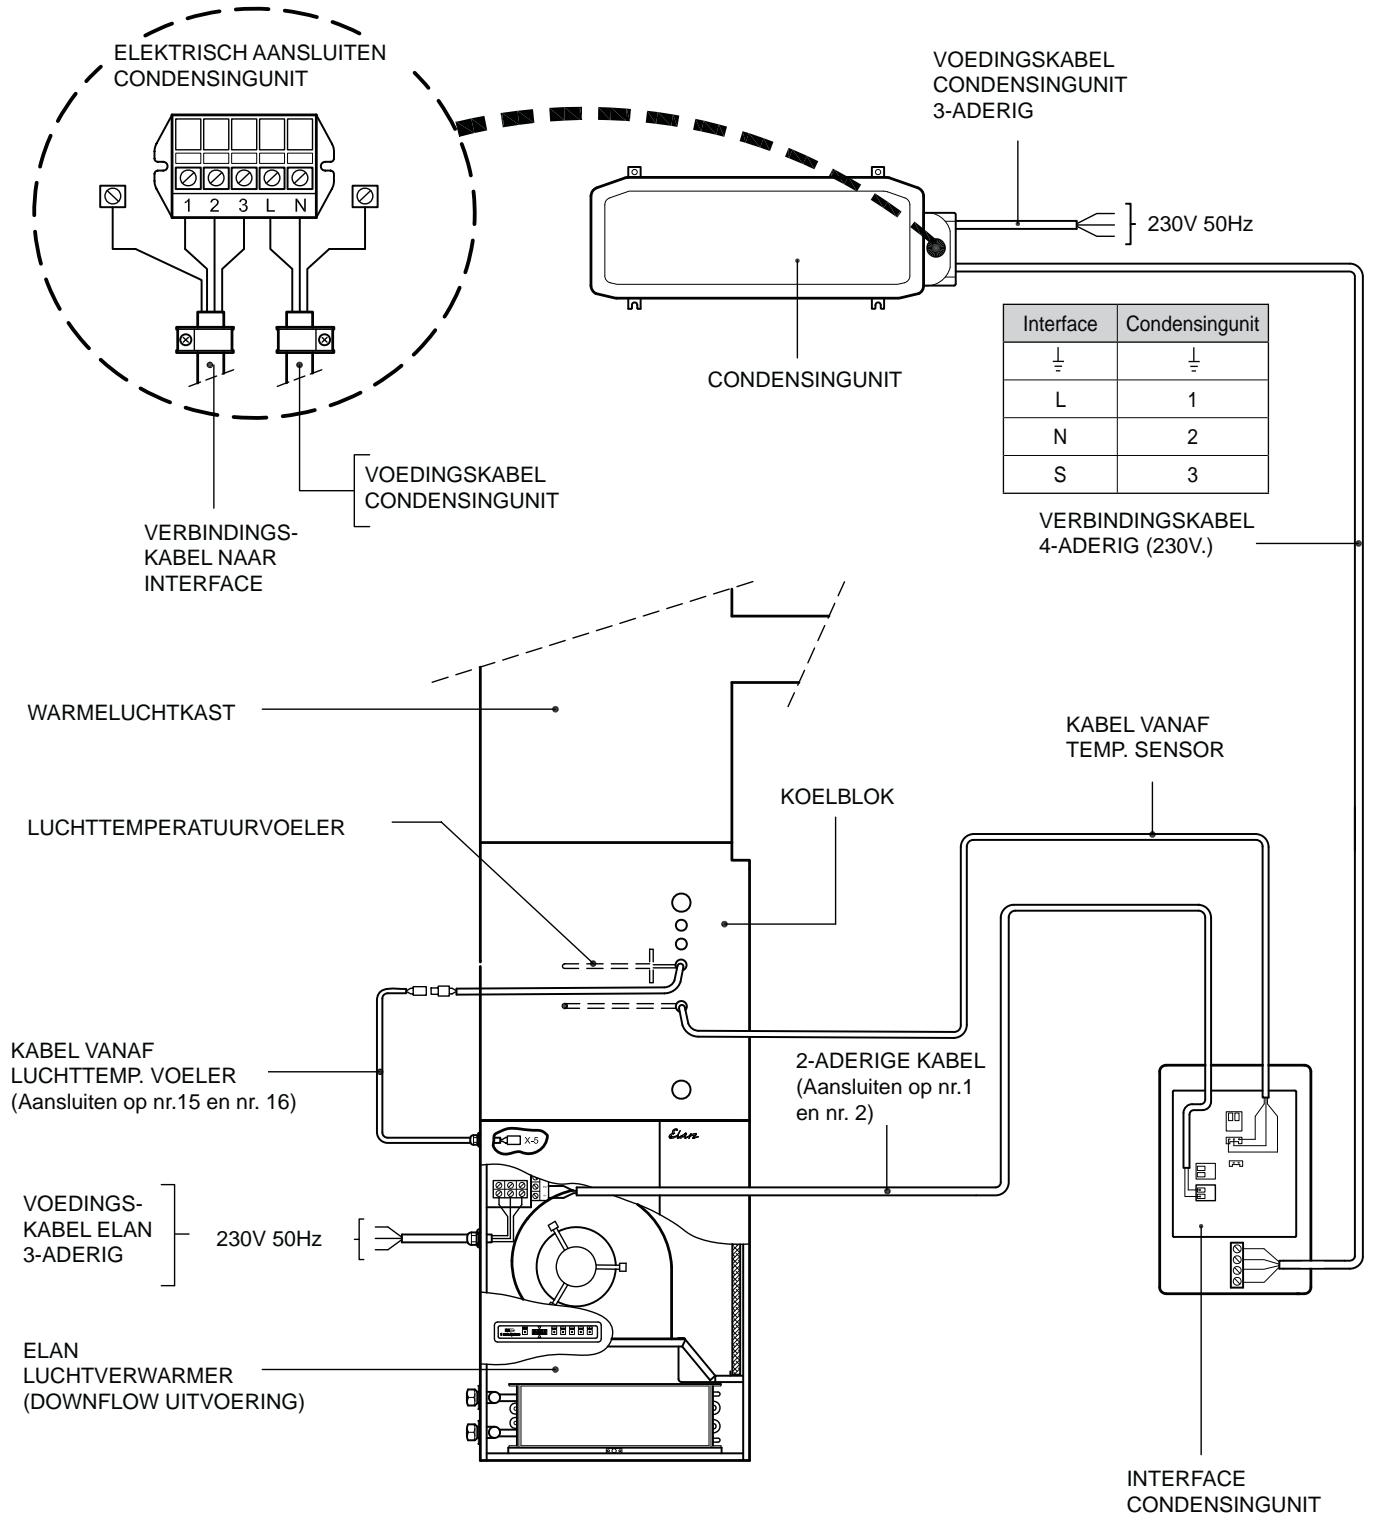 ELEKTRISCH AANSLUITEN
CONDENSINGUNIT
1 2 3 L N
VERBINDINGS-
KABEL NAAR
INTERFACE
VOEDINGSKABEL
CONDENSINGUNIT
VOEDINGSKABEL
CONDENSINGUNIT
3-ADERIG
230V 50Hz
CONDENSINGUNIT
Interface Condensingunit
⏚ ⏚
L 1
N 2
S 3
VERBINDINGSKABEL
4-ADERIG (230V.)
WARMELUCHTKAST
LUCHTTEMPERATUURVOELER
KOELBLOK
KABEL VANAF
TEMP. SENSOR
KABEL VANAF
LUCHTTEMP. VOELER
(Aansluiten op nr.15 en nr. 16)
2-ADERIGE KABEL
(Aansluiten op nr.1
en nr. 2)
X-5
Elan
VOEDINGS-
KABEL ELAN
3-ADERIG
230V 50Hz
ELAN
LUCHTVERWARMER
(DOWNFLOW UITVOERING)
INTERFACE
CONDENSINGUNIT